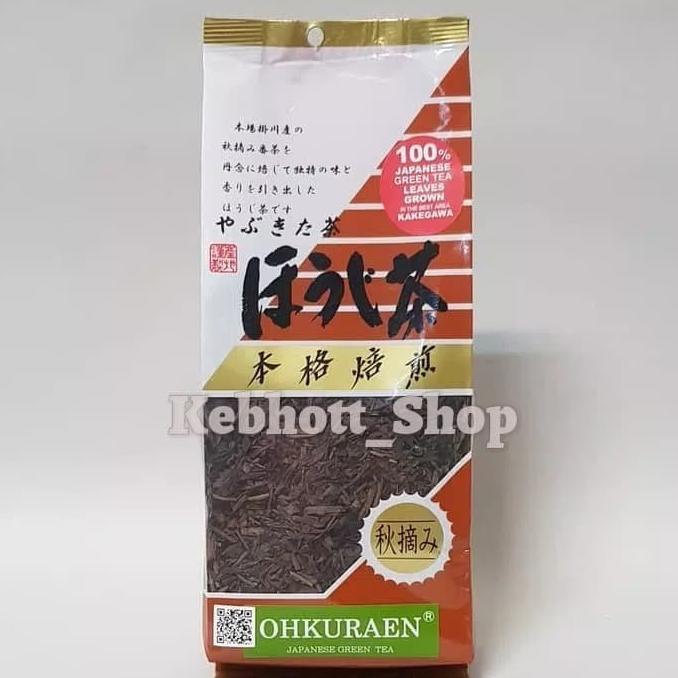 本場掛川産の
秋摘み番茶を
丹念に焙じて独特の味と
香りを引き出した
ほうじ茶です
やぶきた茶
100%
JAPANESE
GREEN TEA
LEAVES
GROWN
IN THE BEST AREA
KAKEGAWA
ほうじ茶
本格焙煎
Kebhott_Shop
秋摘み
OHKURAEN®
JAPANESE GREEN TEA